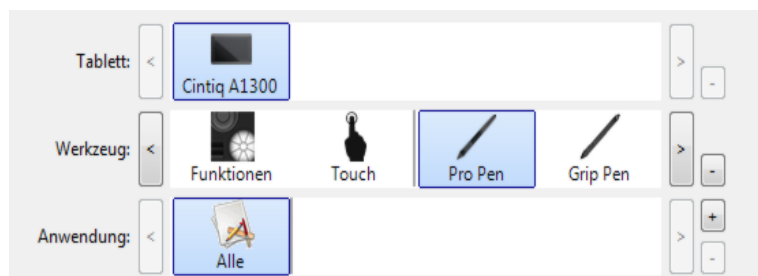 Tablett: < Cintiq A1300 > -
Werkzeug: < Funktionen Touch Pro Pen Grip Pen > -
Anwendung: < Alle > + -